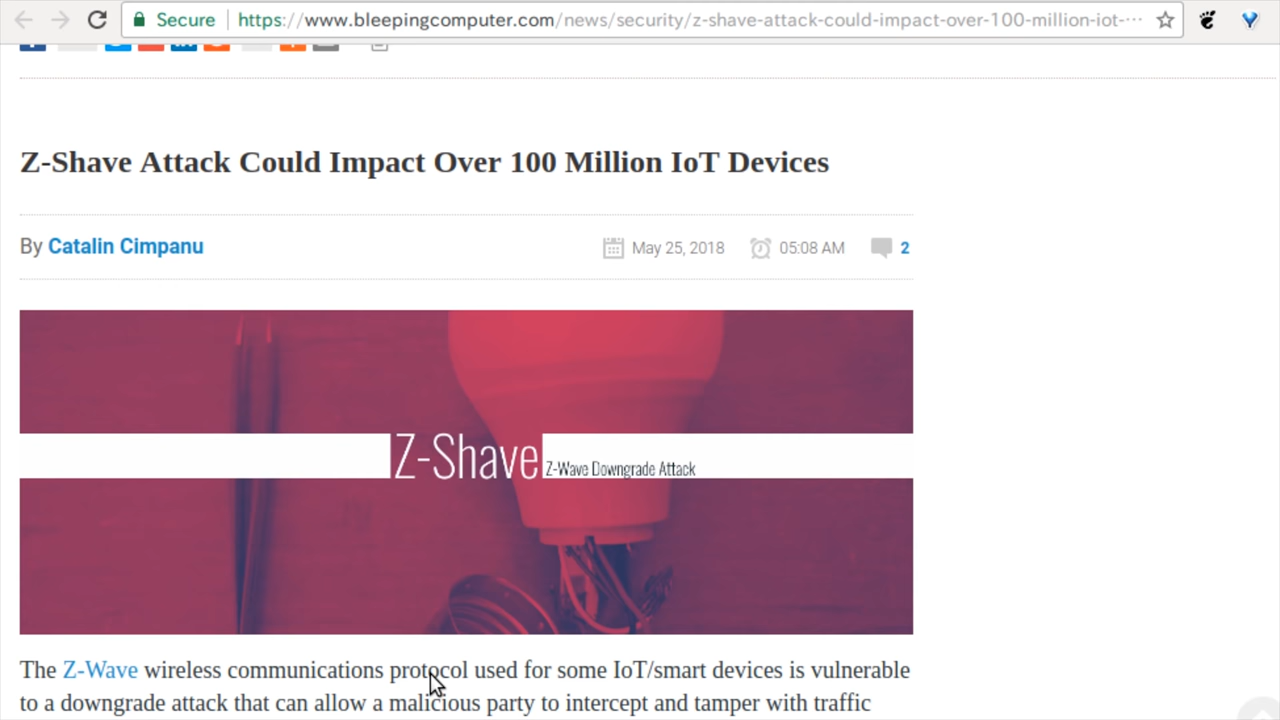 Secure https://www.bleepingcomputer.com/news/security/z-shave-attack-could-impact-over-100-million-iot-···
Z-Shave Attack Could Impact Over 100 Million IoT Devices
By Catalin Cimpanu May 25, 2018 05:08 AM 2
Z-Shave Z-Wave Downgrade Attack
The Z-Wave wireless communications protocol used for some IoT/smart devices is vulnerable
to a downgrade attack that can allow a malicious party to intercept and tamper with traffic